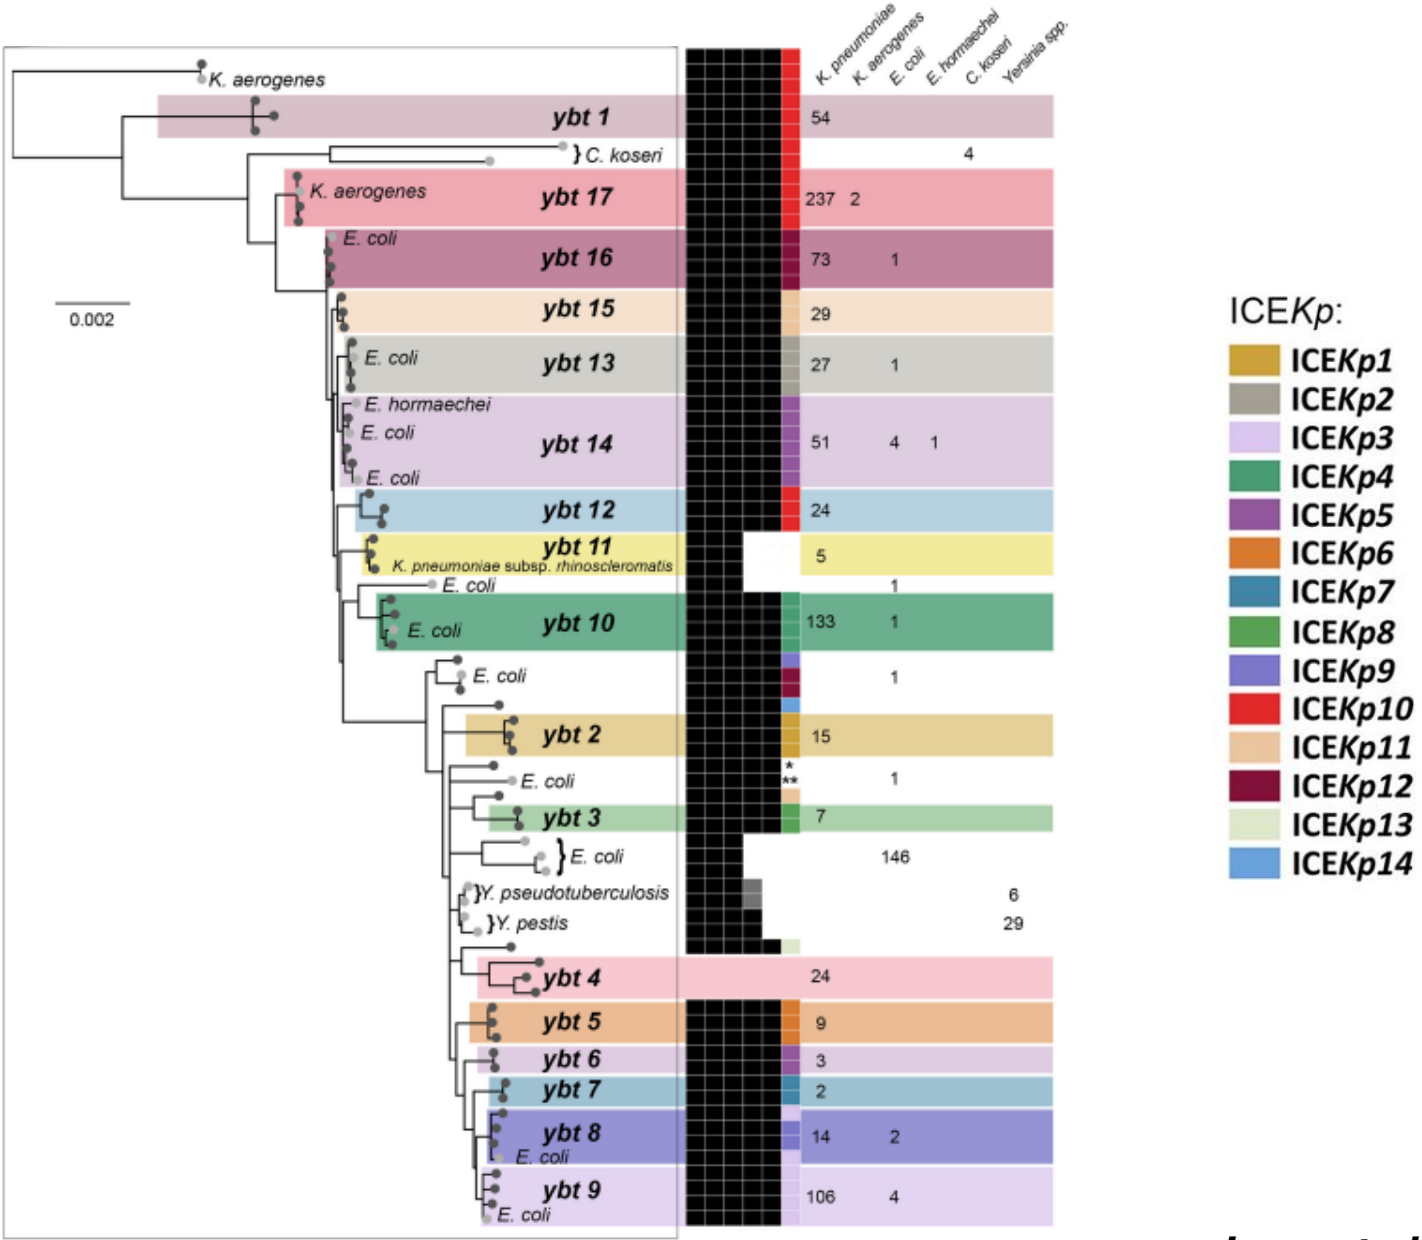 K. pneumoniae
K. aerogenes
E. coli
E. hormaechei
C. koseri
Yersinia spp.
K. aerogenes
ybt 1 54
} C. koseri 4
K. aerogenes ybt 17 237 2
E. coli ybt 16 73 1
ybt 15 29
0.002
E. coli ybt 13 27 1
E. hormaechei
E. coli ybt 14 51 4 1
E. coli
ybt 12 24
ybt 11 5
K. pneumoniae subsp. rhinoscleromatis
E. coli 1
E. coli ybt 10 133 1
E. coli 1
ybt 2 15
*
E. coli ** 1
ybt 3 7
} E. coli 146
}Y. pseudotuberculosis 6
}Y. pestis 29
ybt 4 24
ybt 5 9
ybt 6 3
ybt 7 2
ybt 8 14 2
E. coli
ybt 9 106 4
E. coli
ICEKp:
ICEKp1
ICEKp2
ICEKp3
ICEKp4
ICEKp5
ICEKp6
ICEKp7
ICEKp8
ICEKp9
ICEKp10
ICEKp11
ICEKp12
ICEKp13
ICEKp14